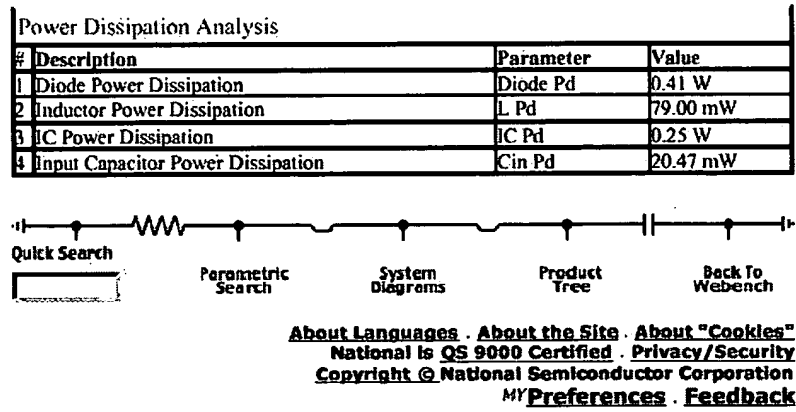 Power Dissipation Analysis
# Description Parameter Value
1 Diode Power Dissipation Diode Pd 0.41 W
2 Inductor Power Dissipation L Pd 79.00 mW
3 IC Power Dissipation IC Pd 0.25 W
4 Input Capacitor Power Dissipation Cin Pd 20.47 mW
Quick Search
Parametric Search
System Diagrams
Product Tree
Back To Webench
About Languages . About the Site . About "Cookies"
National is QS 9000 Certified . Privacy/Security
Copyright © National Semiconductor Corporation
MY Preferences . Feedback